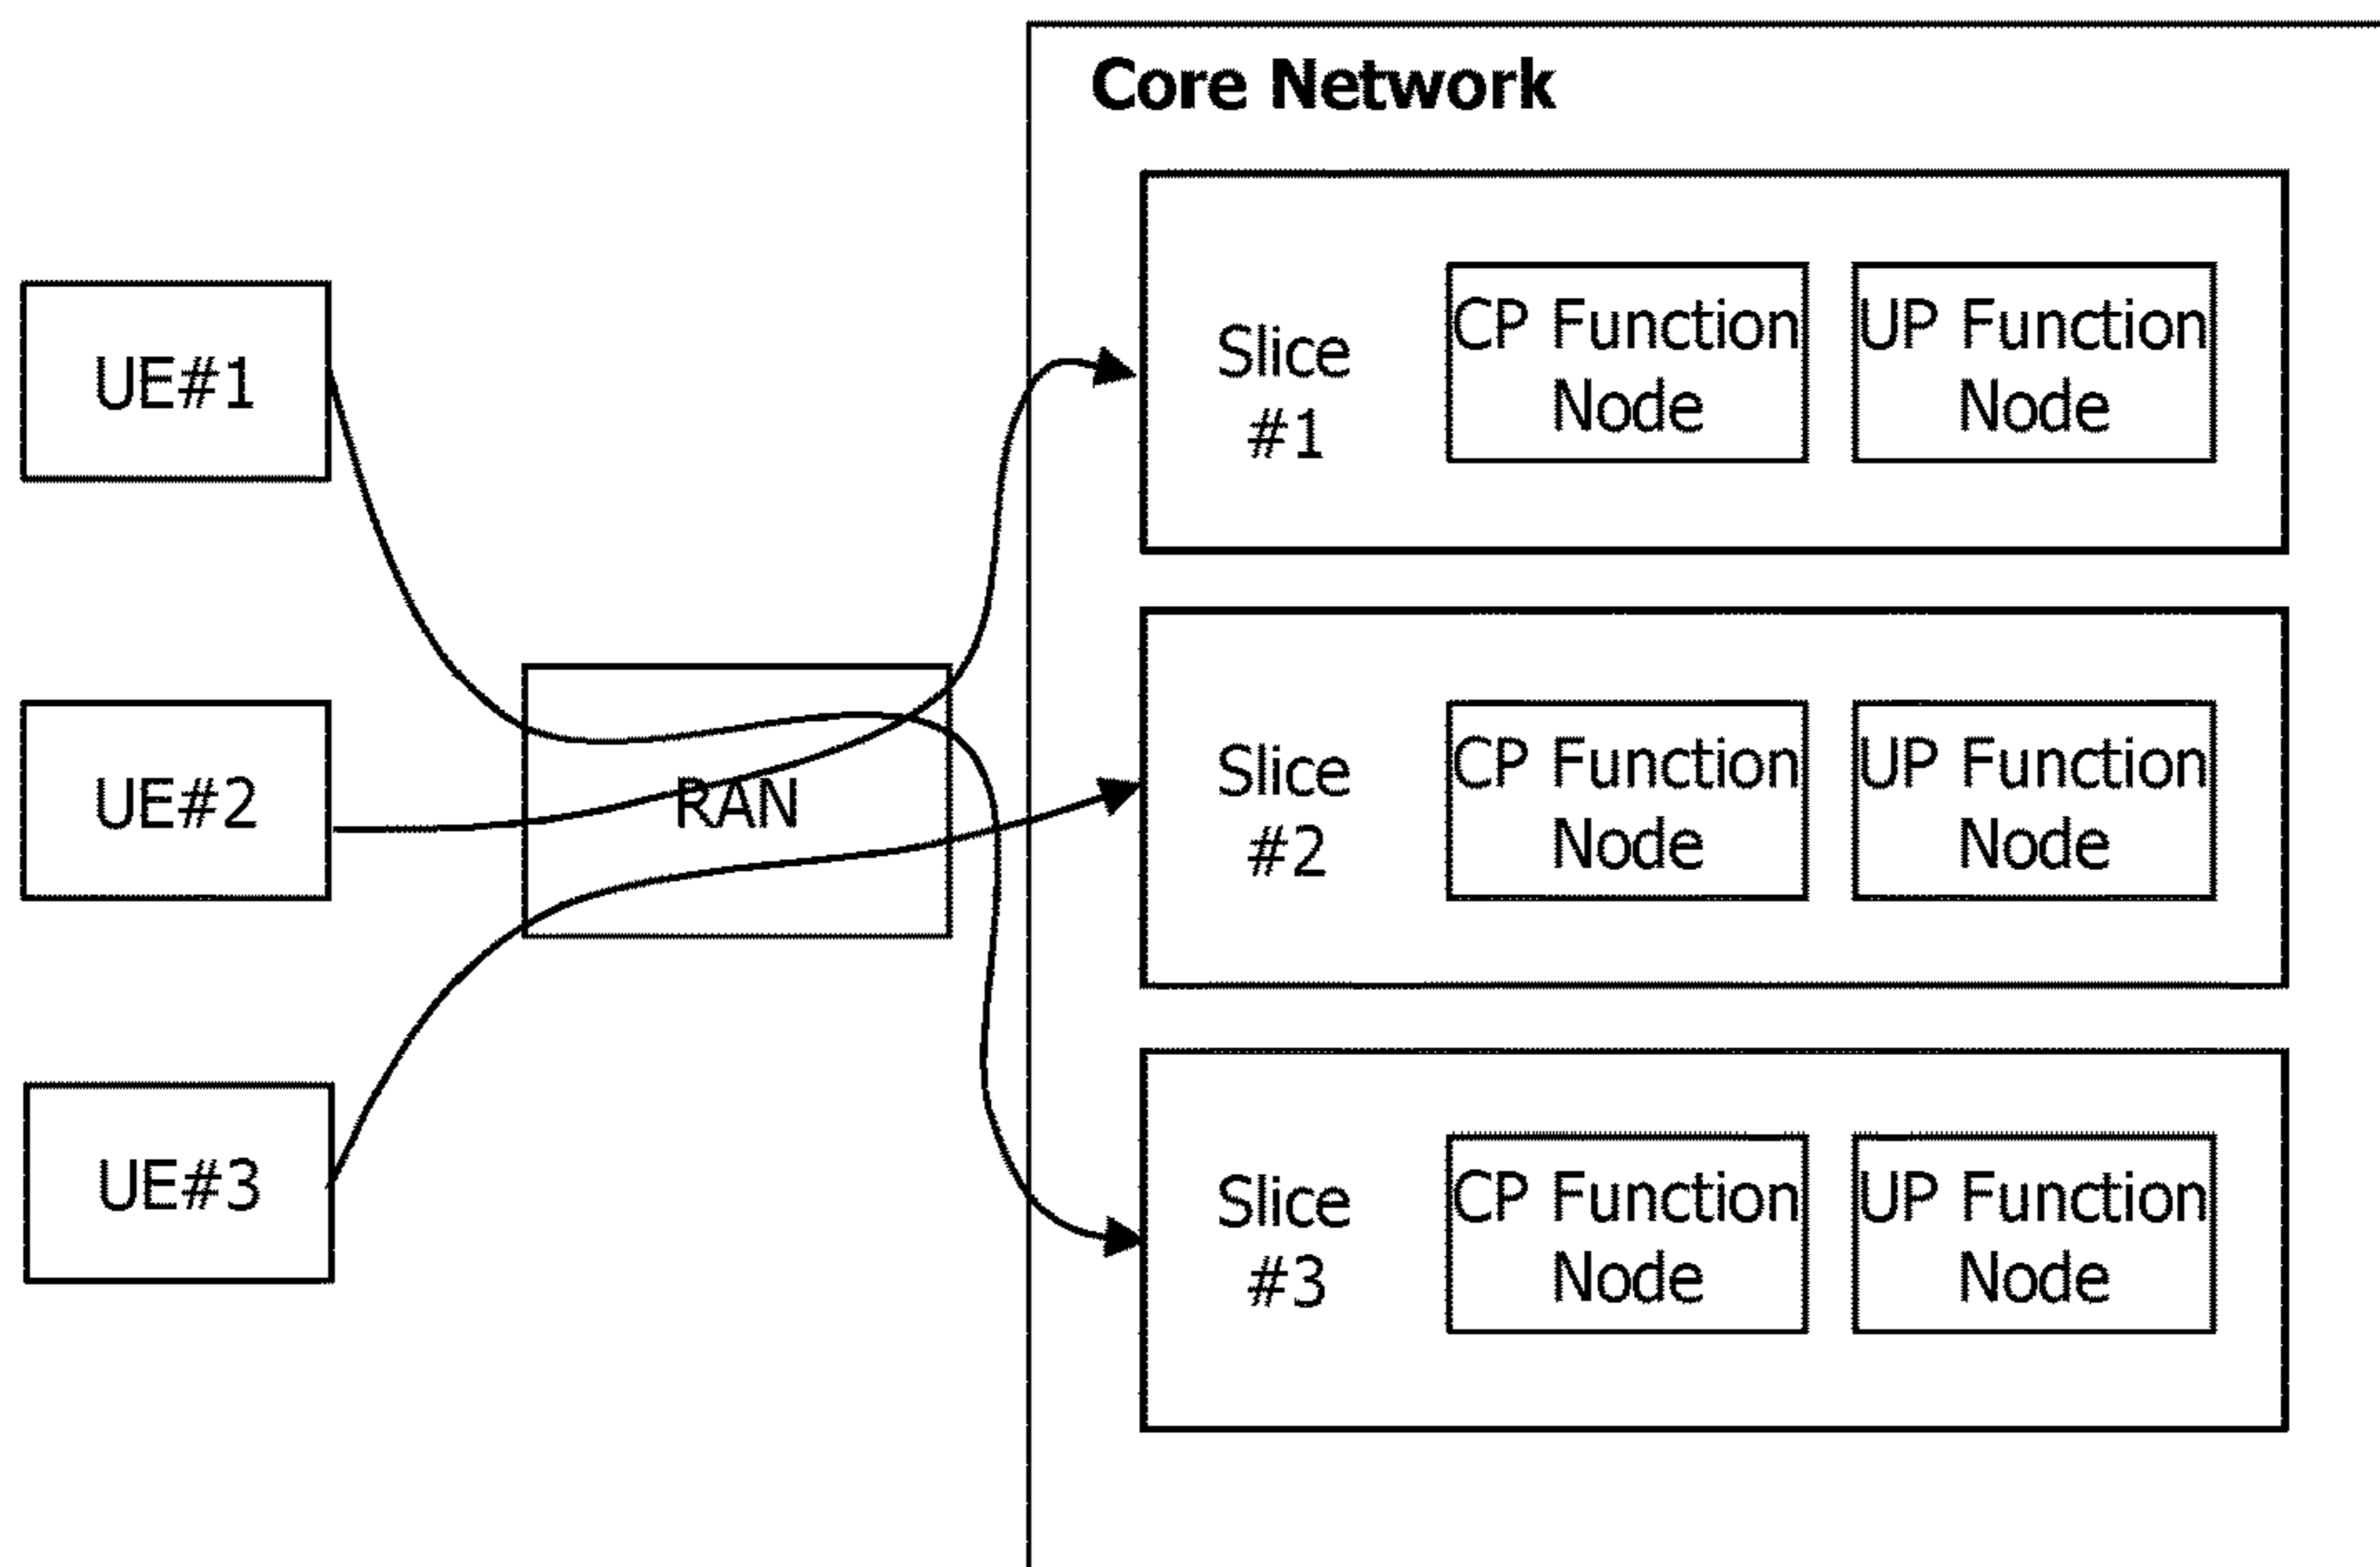 Core Network
UE#1
UE#2
UE#3
RAN
Slice
#1
CP Function
Node
UP Function
Node
Slice
#2
CP Function
Node
UP Function
Node
Slice
#3
CP Function
Node
UP Function
Node